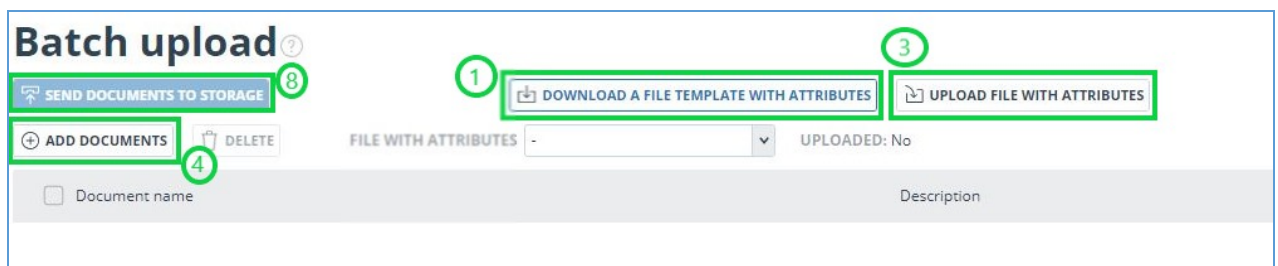 Batch upload ?
3
1
8
SEND DOCUMENTS TO STORAGE
DOWNLOAD A FILE TEMPLATE WITH ATTRIBUTES
UPLOAD FILE WITH ATTRIBUTES
ADD DOCUMENTS
DELETE
FILE WITH ATTRIBUTES -
UPLOADED: No
4
Document name
Description